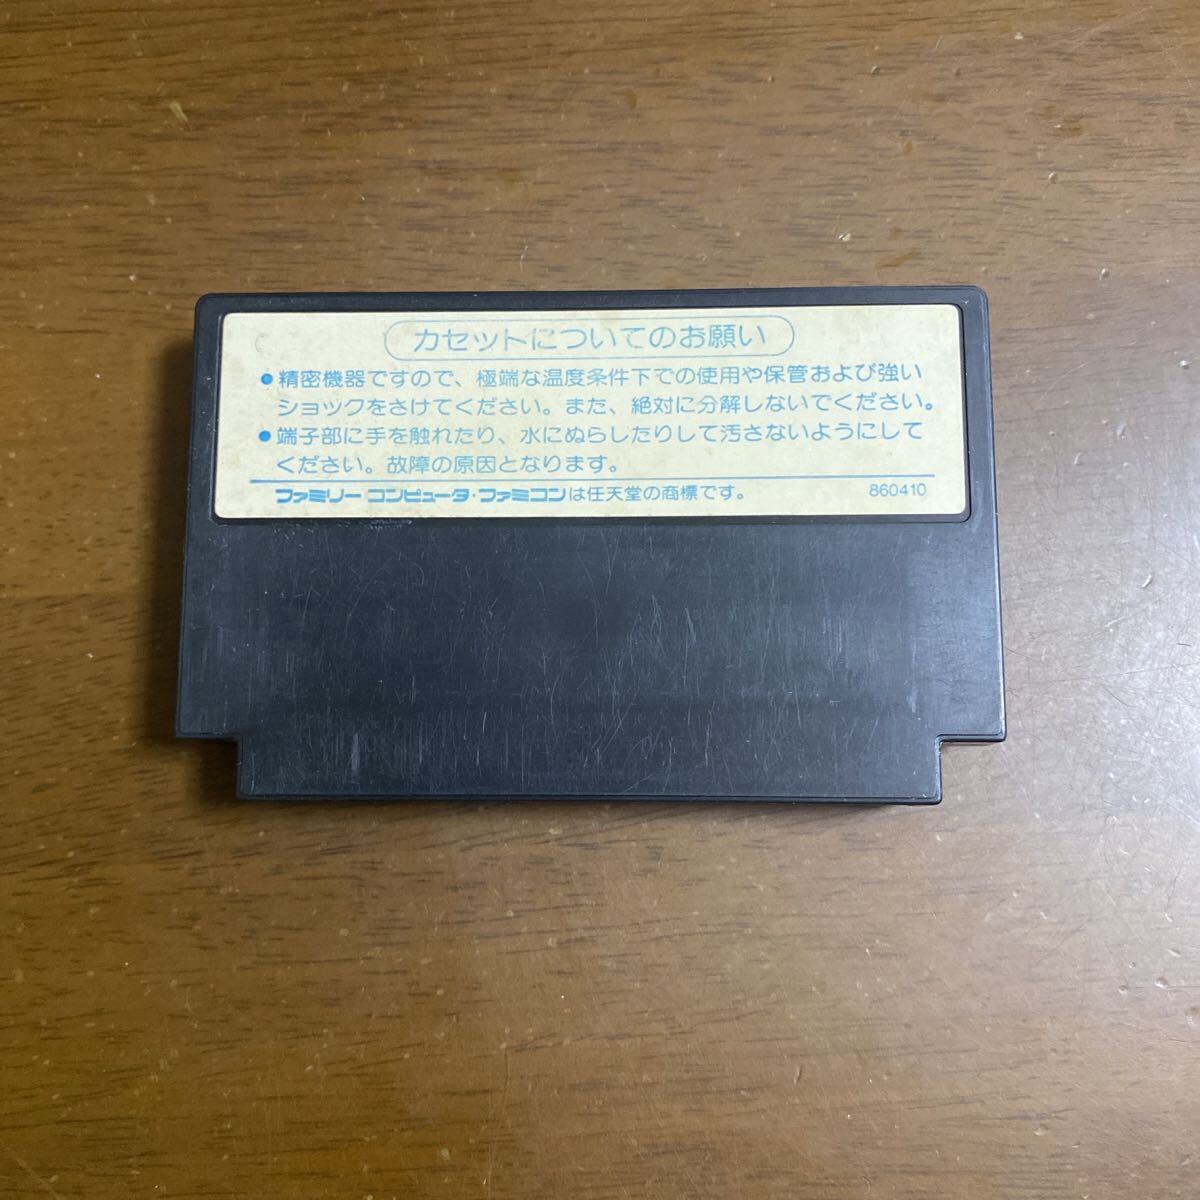 カセットについてのお願い
●精密機器ですので、極端な温度条件下での使用や保管および強い
ショックをさけてください。また、絶対に分解しないでください。
●端子部に手を触れたり、水にぬらしたりして汚さないようにして
ください。故障の原因となります。
ファミリー コンピュータ・ファミコンは任天堂の商標です。 860410